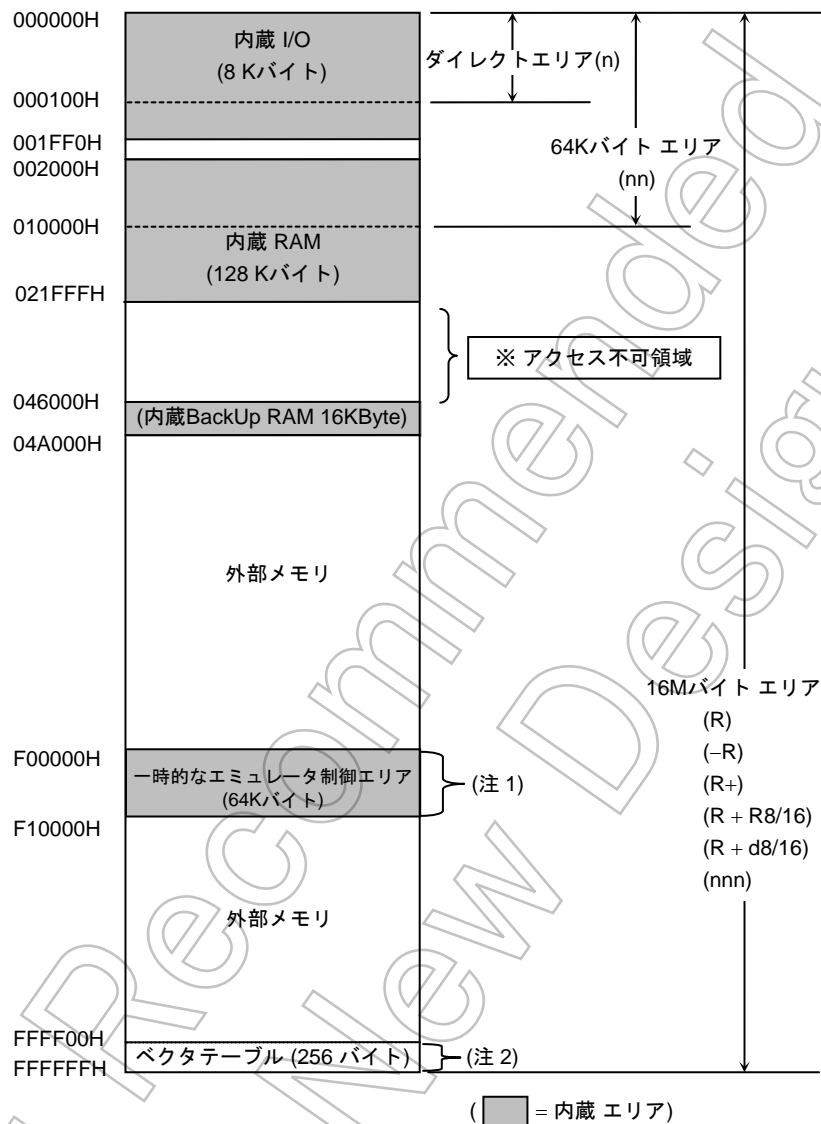 000000H
内蔵 I/O
(8 Kバイト)
ダイレクトエリア(n)
000100H
001FF0H
64Kバイト エリア
(nn)
002000H
010000H
内蔵 RAM
(128 Kバイト)
021FFFH
※ アクセス不可領域
046000H
(内蔵BackUp RAM 16KByte)
04A000H
外部メモリ
16Mバイト エリア
(R)
(−R)
(R+)
(R + R8/16)
(R + d8/16)
(nnn)
F00000H
一時的なエミュレータ制御エリア
(64Kバイト)
(注 1)
F10000H
外部メモリ
FFFF00H
ベクタテーブル (256 バイト)
(注 2)
FFFFFFH
( = 内蔵 エリア)
Recommended
New Desig